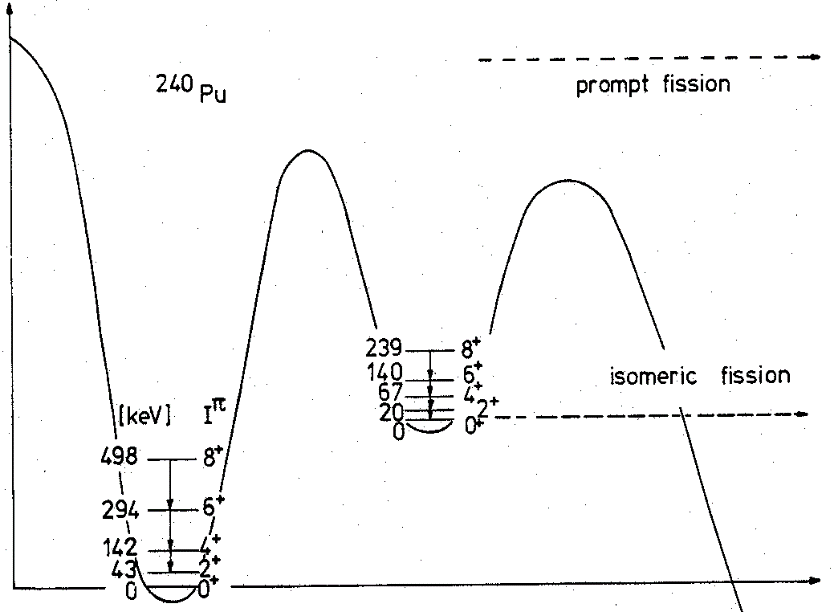 240Pu
prompt fission
239 8+
140 6+
67 4+
20 2+
0 0+
isomeric fission
[keV] Iπ
498 8+
294 6+
142 4+
43 2+
0 0+